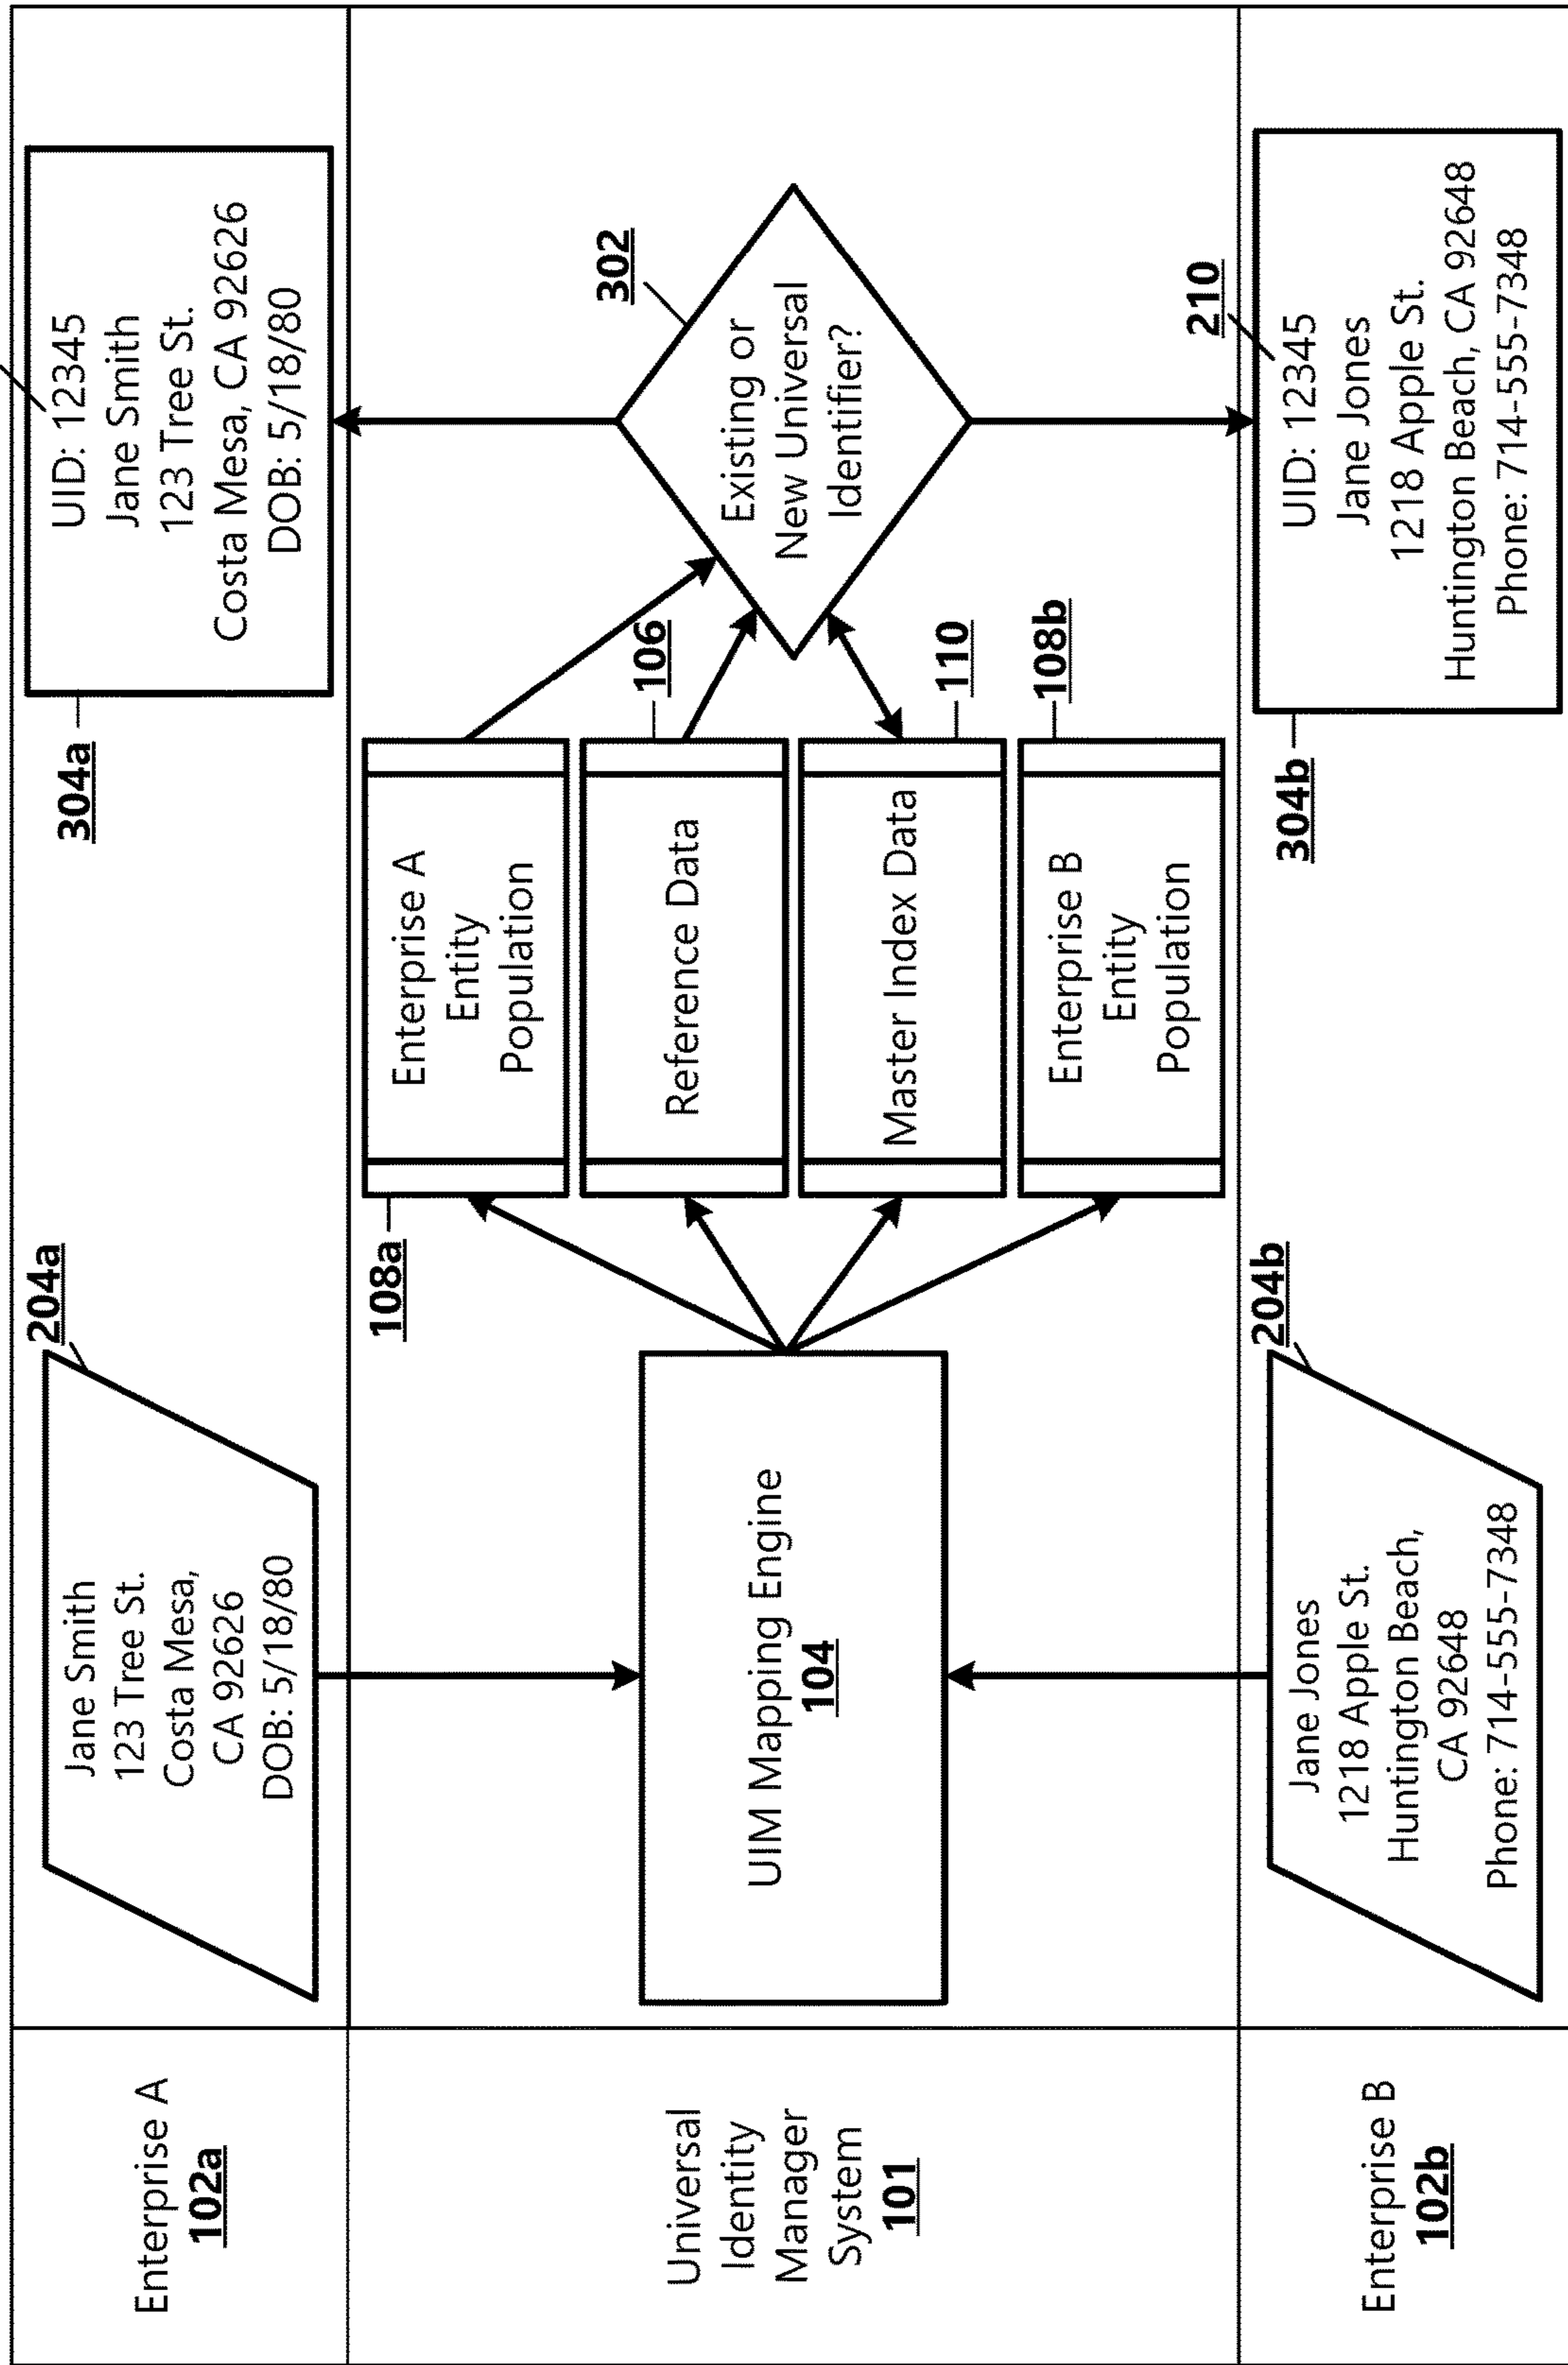 Enterprise A
102a
Jane Smith
123 Tree St.
Costa Mesa,
CA 92626
DOB: 5/18/80
204a
304a
UID: 12345
Jane Smith
123 Tree St.
Costa Mesa, CA 92626
DOB: 5/18/80
Universal
Identity
Manager
System
101
UIM Mapping Engine
104
108a
Enterprise A
Entity
Population
Reference Data
106
Master Index Data
110
Enterprise B
Entity
Population
108b
Existing or
New Universal
Identifier?
302
Enterprise B
102b
Jane Jones
1218 Apple St.
Huntington Beach,
CA 92648
Phone: 714-555-7348
204b
304b
210
UID: 12345
Jane Jones
1218 Apple St.
Huntington Beach, CA 92648
Phone: 714-555-7348